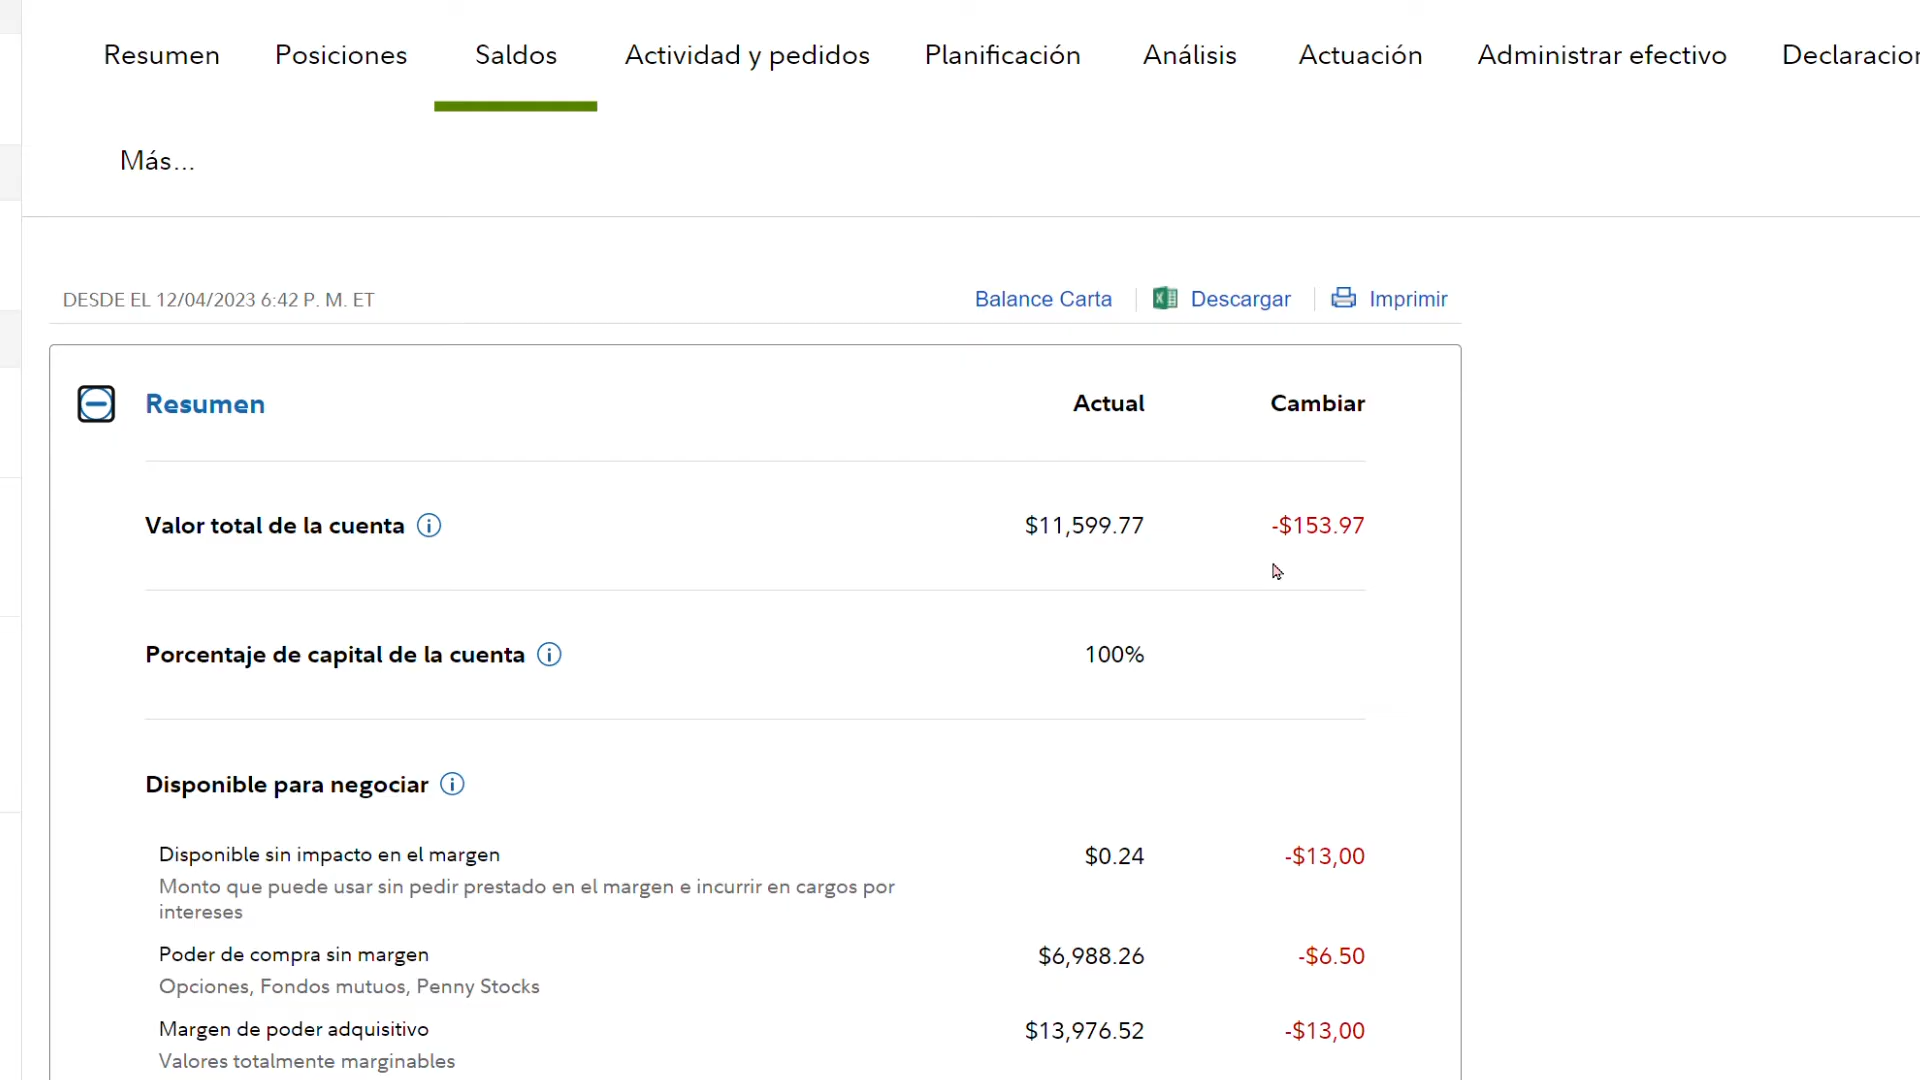 Resumen Posiciones Saldos Actividad y pedidos Planificación Análisis Actuación Administrar efectivo Declaracion
Más...
DESDE EL 12/04/2023 6:42 P. M. ET Balance Carta Descargar Imprimir
Resumen Actual Cambiar
Valor total de la cuenta $11,599.77 -$153.97
Porcentaje de capital de la cuenta 100%
Disponible para negociar
Disponible sin impacto en el margen $0.24 -$13,00
Monto que puede usar sin pedir prestado en el margen e incurrir en cargos por
intereses
Poder de compra sin margen $6,988.26 -$6.50
Opciones, Fondos mutuos, Penny Stocks
Margen de poder adquisitivo $13,976.52 -$13,00
Valores totalmente marginables